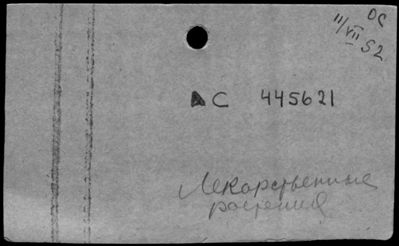 ОС
11/VII 52
АС 445621
Лекарственные
растения